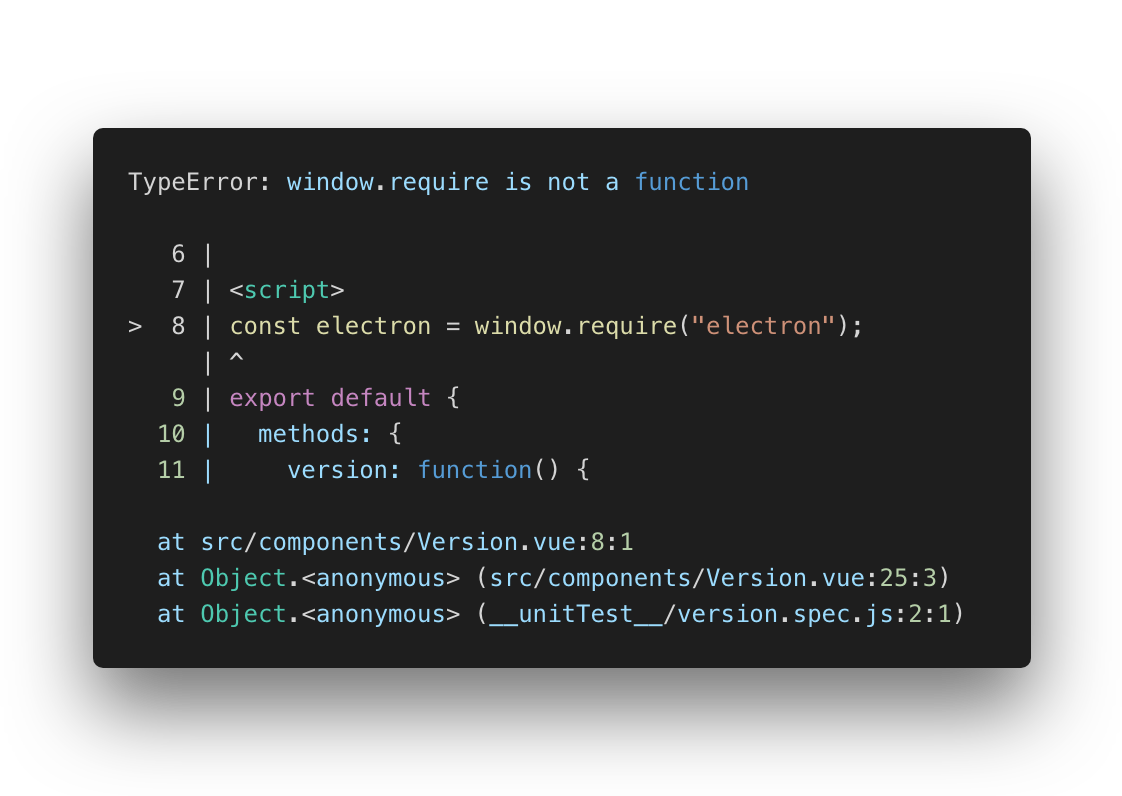 TypeError: window.require is not a function
6 |
7 | <script>
> 8 | const electron = window.require("electron");
| ^
9 | export default {
10 | methods: {
11 | version: function() {
at src/components/Version.vue:8:1
at Object.<anonymous> (src/components/Version.vue:25:3)
at Object.<anonymous> (__unitTest__/version.spec.js:2:1)